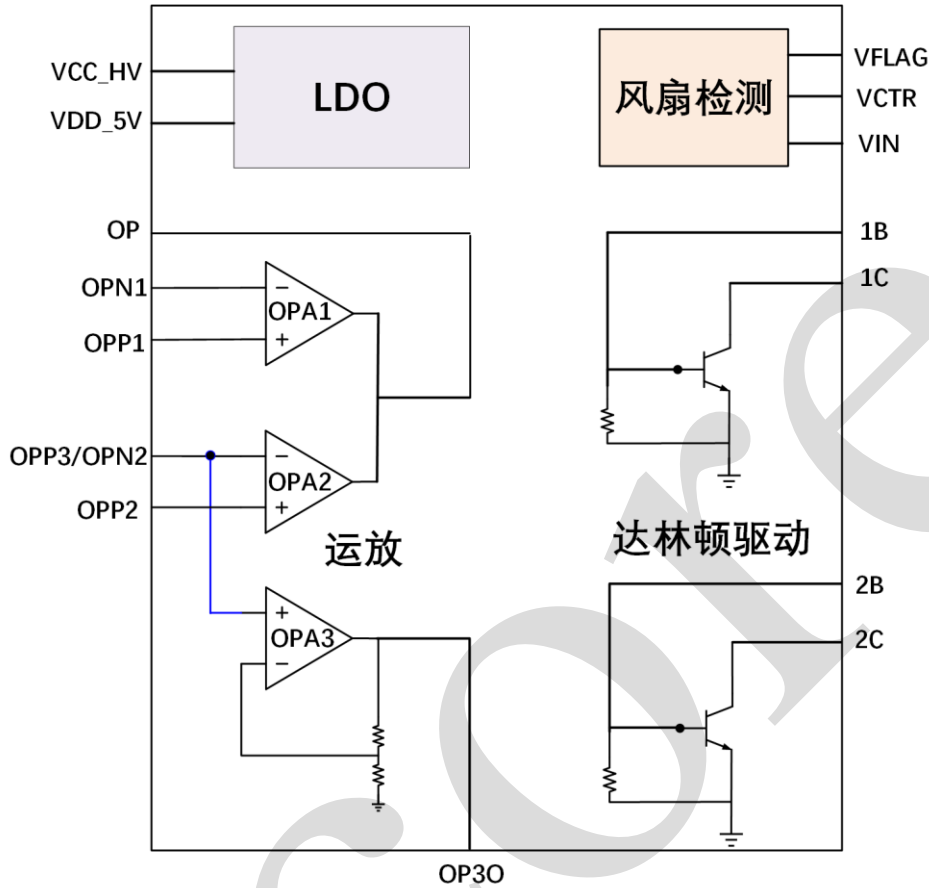 VCC_HV
VDD_5V
LDO
风扇检测
VFLAG
VCTR
VIN
OP
OPN1
OPP1
−
OPA1
+
1B
1C
OPP3/OPN2
OPP2
−
OPA2
+
运放
达林顿驱动
+
OPA3
−
2B
2C
OP3O
core